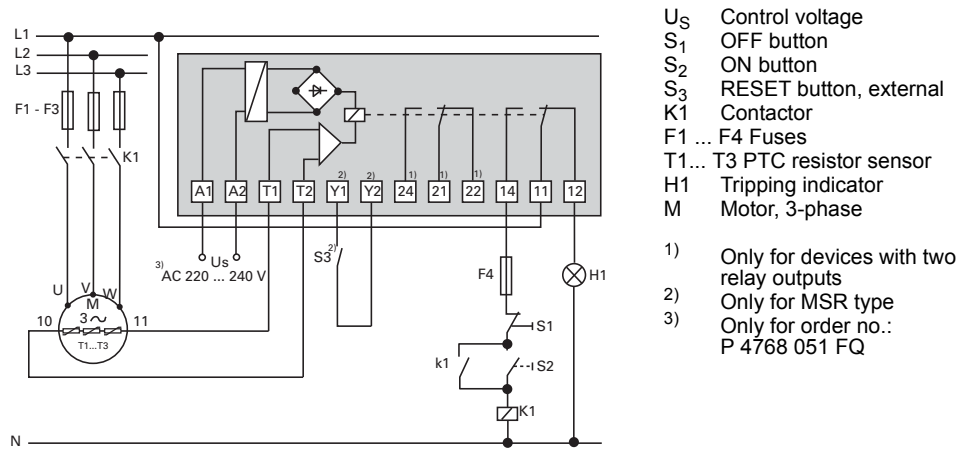 L1
L2
L3
F1 - F3
K1
A1 A2 T1 T2 Y1 2) Y2 2) 24 1) 21 1) 22 1) 14 11 12
Us
3) AC 220 ... 240 V
S3 2)
F4
H1
U V W
M
3 ~
10
11
T1...T3
S1
k1
S2
K1
N
US Control voltage
S1 OFF button
S2 ON button
S3 RESET button, external
K1 Contactor
F1 ... F4 Fuses
T1... T3 PTC resistor sensor
H1 Tripping indicator
M Motor, 3-phase
1) Only for devices with two
relay outputs
2) Only for MSR type
3) Only for order no.:
P 4768 051 FQ